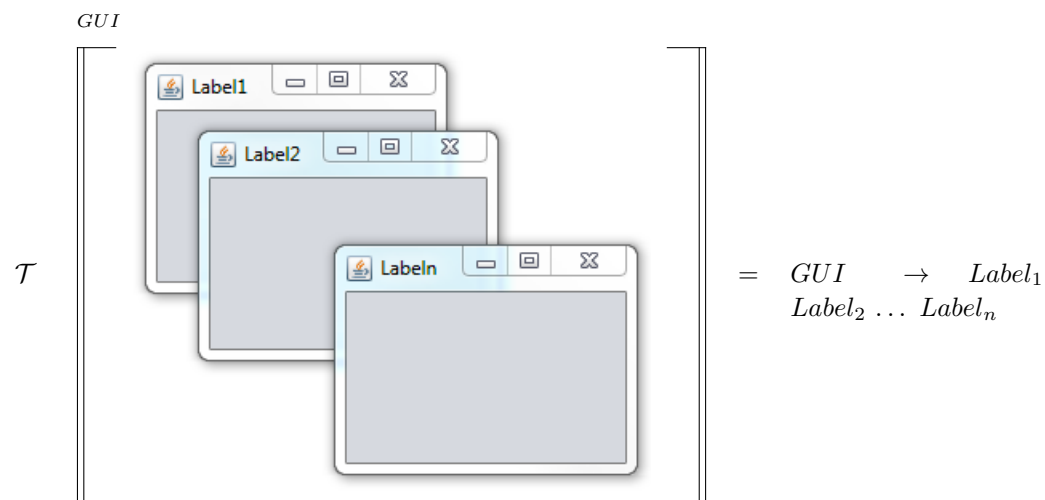 GUI
Label1
Label2
Labeln
𝒯
= GUI → Label₁
Label₂ … Labelₙ